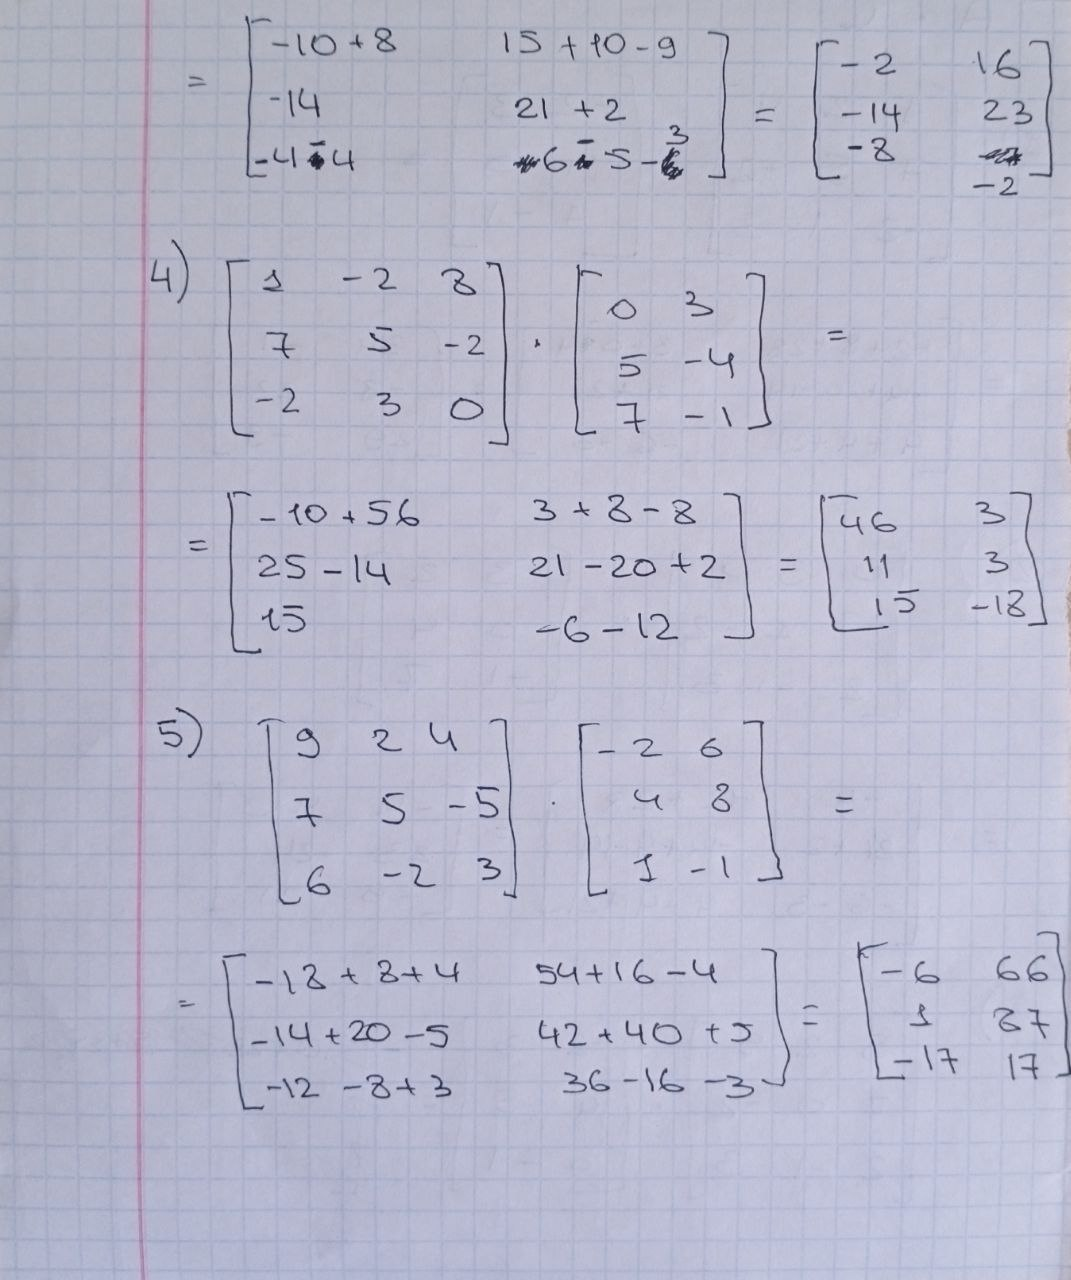 = [ -10+8 15+10-9 ] = [ -2 16 ]
[ -14 21+2 ] [ -14 23 ]
[ -4-4 6-5-3 ] [ -8 -2 ]
4) [ 1 -2 8 ] · [ 0 3 ] =
[ 7 5 -2 ] [ 5 -4 ]
[ -2 3 0 ] [ 7 -1 ]
= [ -10+56 3+8-8 ] = [ 46 3 ]
[ 25-14 21-20+2 ] [ 11 3 ]
[ 15 -6-12 ] [ 15 -18 ]
5) [ 9 2 4 ] · [ -2 6 ] =
[ 7 5 -5 ] [ 4 8 ]
[ 6 -2 3 ] [ 1 -1 ]
= [ -18+8+4 54+16-4 ] = [ -6 66 ]
[ -14+20-5 42+40+5 ] [ 1 87 ]
[ -12-8+3 36-16-3 ] [ -17 17 ]